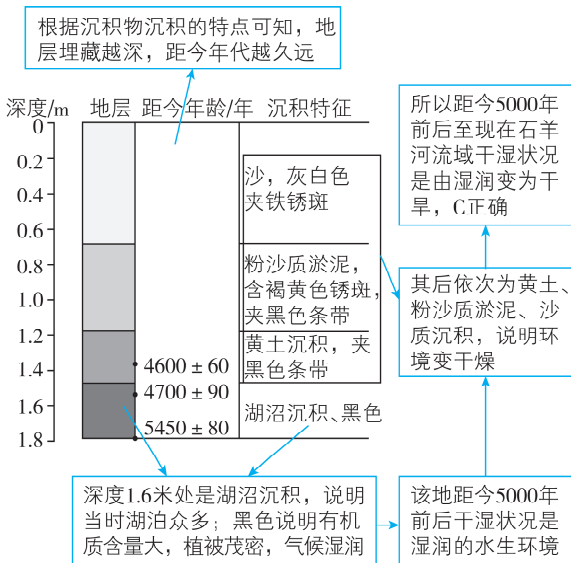 根据沉积物沉积的特点可知，地
层埋藏越深，距今年代越久远
深度/m
地层
距今年龄/年
沉积特征
0
0.2
0.4
0.6
0.8
1.0
1.2
1.4
1.6
1.8
沙，灰白色
夹铁锈斑
粉沙质淤泥，
含褐黄色锈斑，
夹黑色条带
黄土沉积，夹
黑色条带
湖沼沉积、黑色
4600 ± 60
4700 ± 90
5450 ± 80
深度1.6米处是湖沼沉积，说明
当时湖泊众多；黑色说明有机
质含量大，植被茂密，气候湿润
该地距今5000年
前后干湿状况是
湿润的水生环境
其后依次为黄土、
粉沙质淤泥、沙
质沉积，说明环
境变干燥
所以距今5000年
前后至现在石羊
河流域干湿状况
是由湿润变为干
旱，C正确